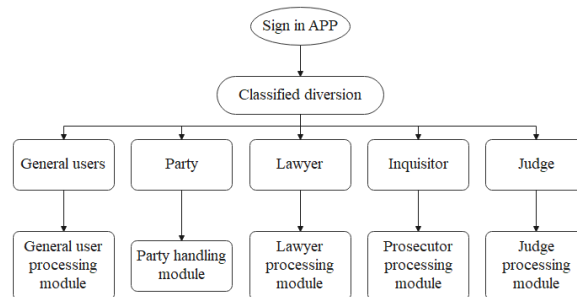 Sign in APP
Classified diversion
General users
Party
Lawyer
Inquisitor
Judge
General user
processing
module
Party handling
module
Lawyer
processing
module
Prosecutor
processing
module
Judge
processing
module